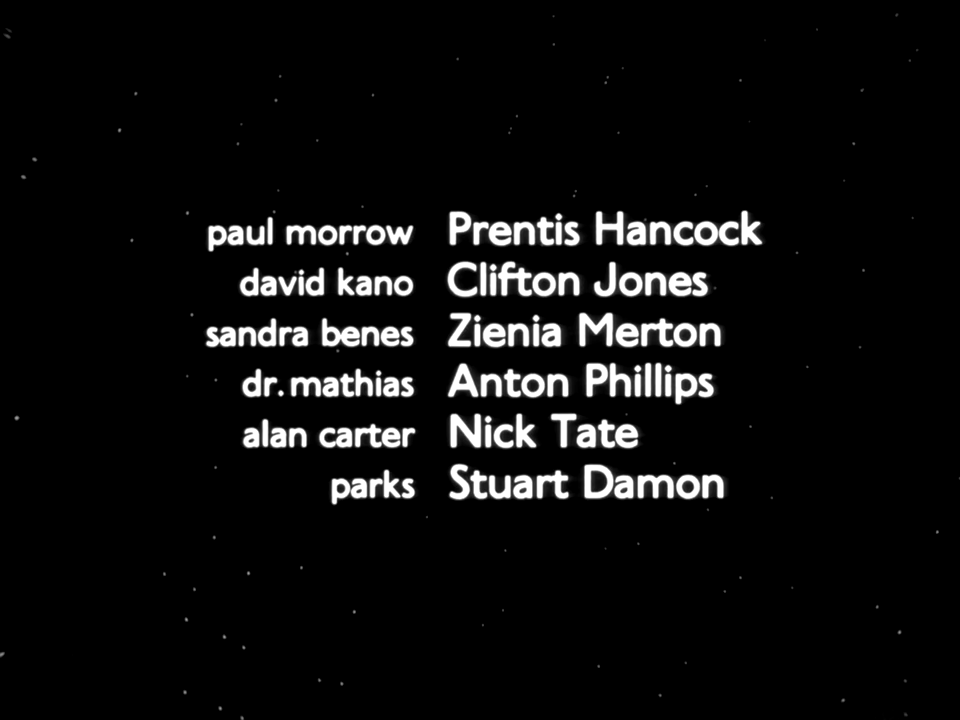 paul morrow Prentis Hancock
david kano Clifton Jones
sandra benes Zienia Merton
dr. mathias Anton Phillips
alan carter Nick Tate
parks Stuart Damon